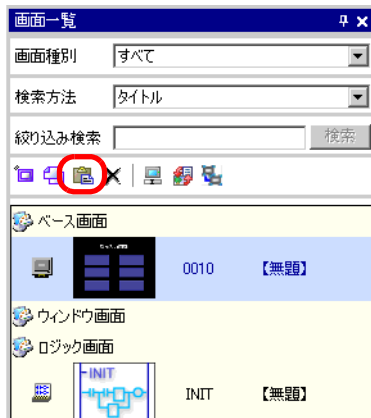 画面一覧
画面種別 すべて
検索方法 タイトル
絞り込み検索 検索
ベース画面
0010 【無題】
ウィンドウ画面
ロジック画面
INIT
INIT 【無題】